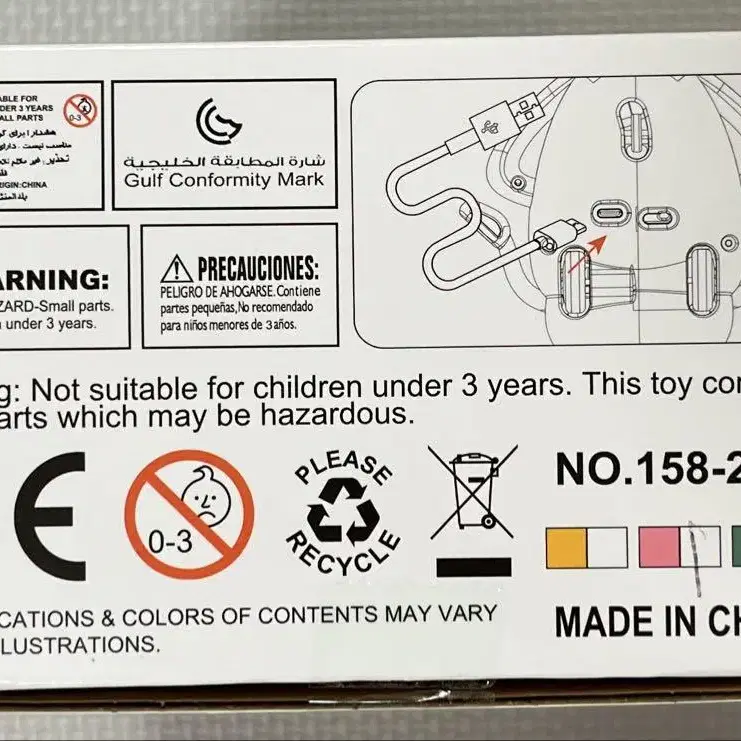 ABLE FOR
DER 3 YEARS
ALL PARTS
0-3
RIGIN:CHINA
شارة المطابقة الخليجية
Gulf Conformity Mark
ARNING:
ZARD-Small parts.
under 3 years.
PRECAUCIONES:
PELIGRO DE AHOGARSE.Contiene
partes pequeñas,No recomendado
para niños menores de 3 años.
g: Not suitable for children under 3 years. This toy con
arts which may be hazardous.
CE
0-3
PLEASE
RECYCLE
NO.158-2
CATIONS & COLORS OF CONTENTS MAY VARY
LUSTRATIONS.
MADE IN CH